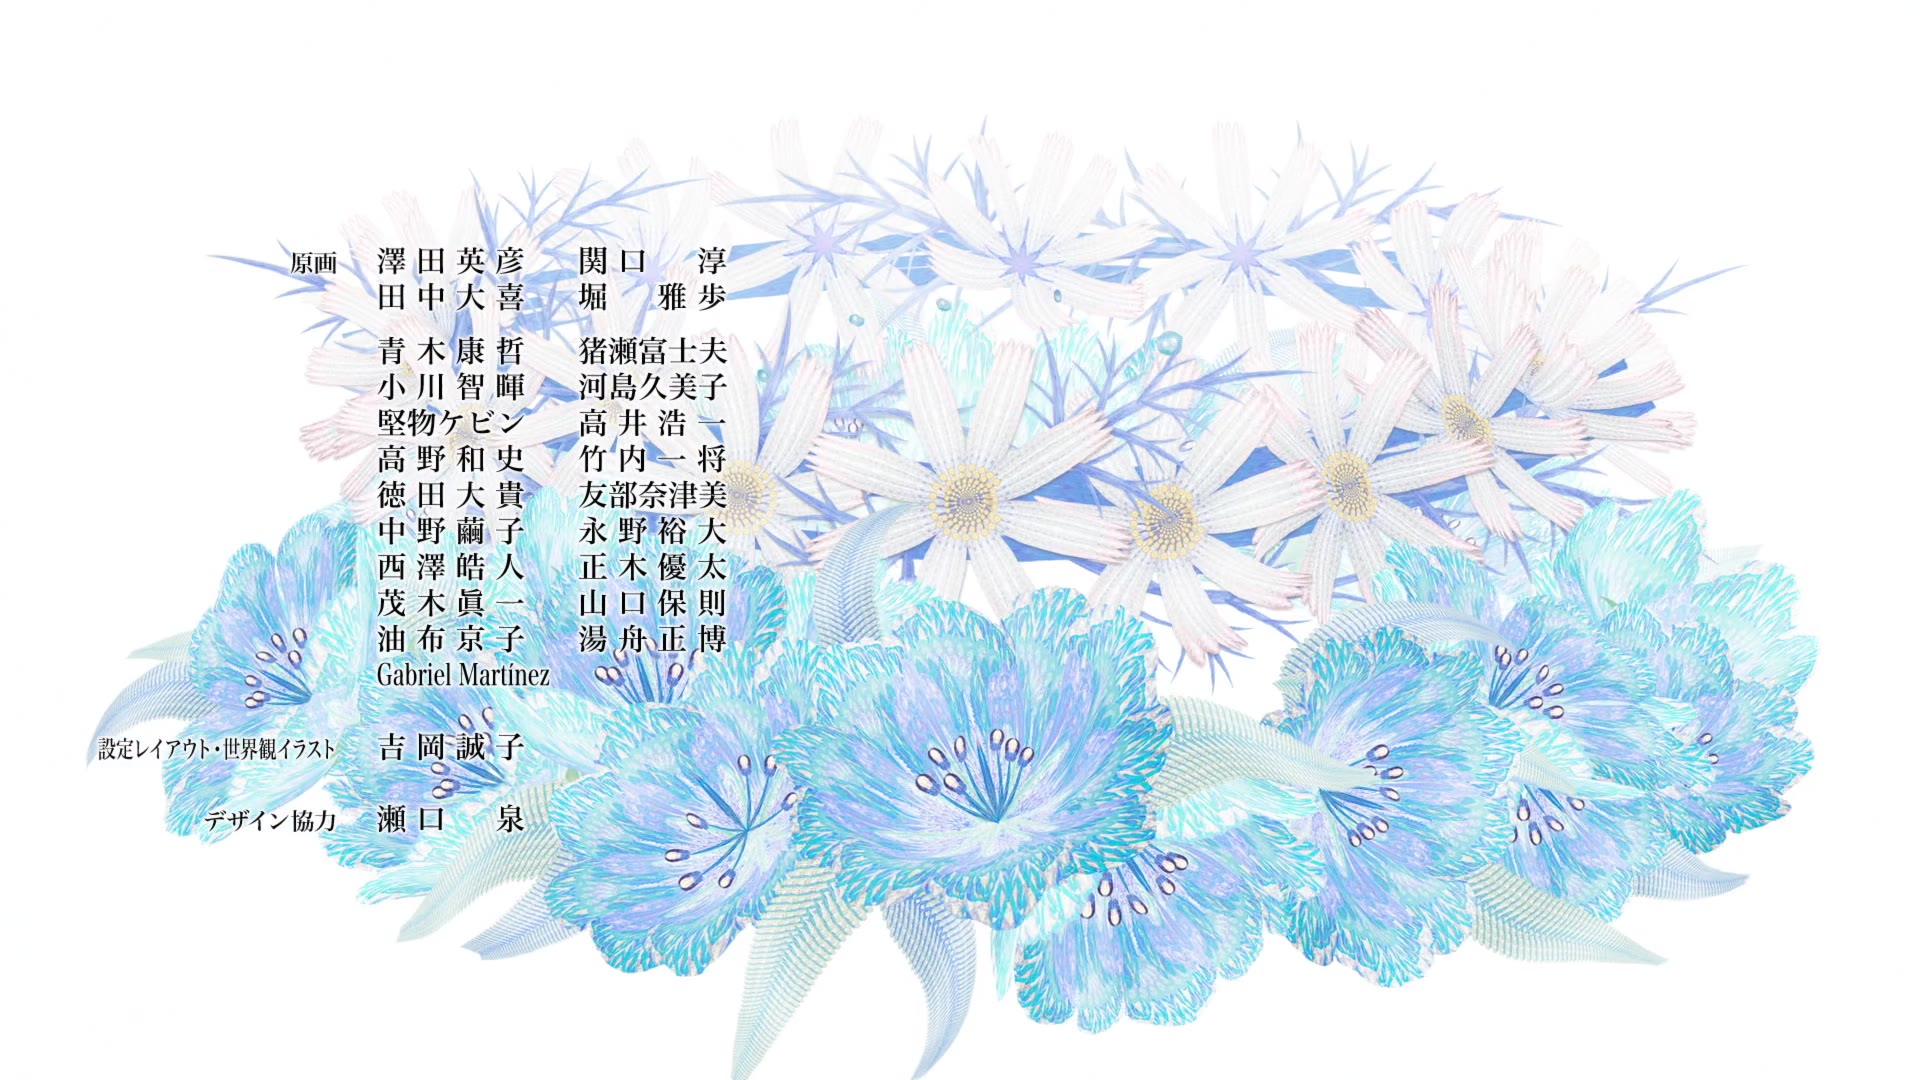 原画 澤田英彦 関口 淳
田中大喜 堀 雅歩
青木康哲 猪瀬富士夫
小川智暉 河島久美子
堅物ケビン 高井浩一
高野和史 竹内一将
徳田大貴 友部奈津美
中野繭子 永野裕大
西澤皓人 正木優太
茂木眞一 山口保則
油布京子 湯舟正博
Gabriel Martínez
設定レイアウト・世界観イラスト 吉岡誠子
デザイン協力 瀬口 泉